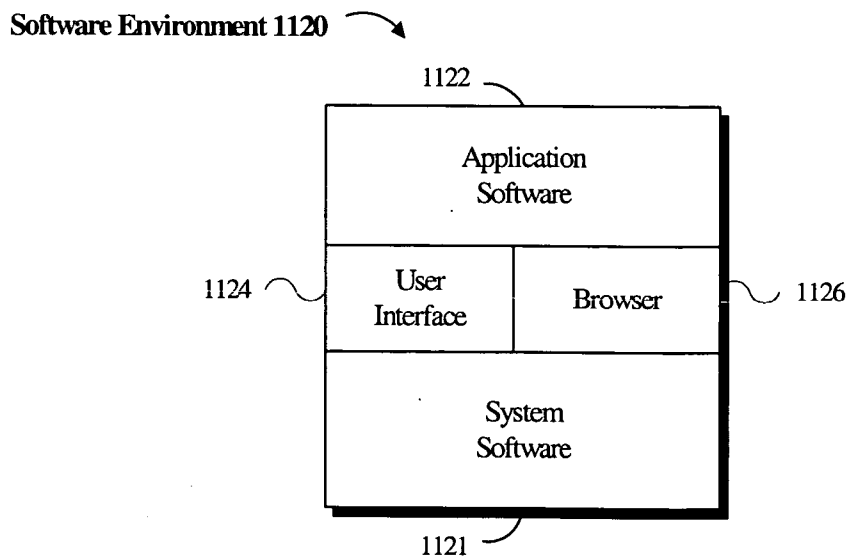 Software Environment 1120
1122
Application
Software
1124
User
Interface
Browser
1126
System
Software
1121